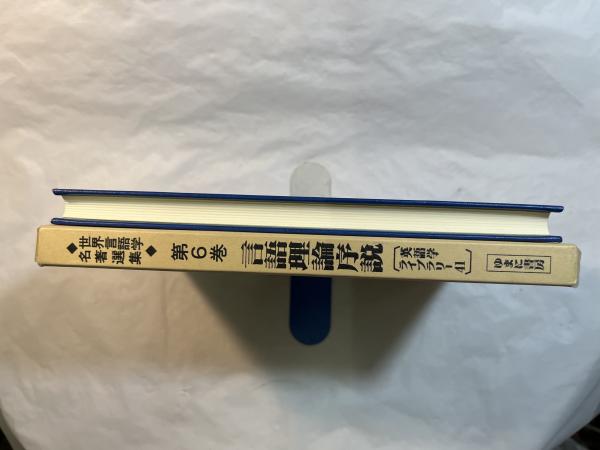 ◆世界言語学◆
名著選集
第6巻
言語理論序説
〔英語学
ライブラリー41〕
ゆまに書房